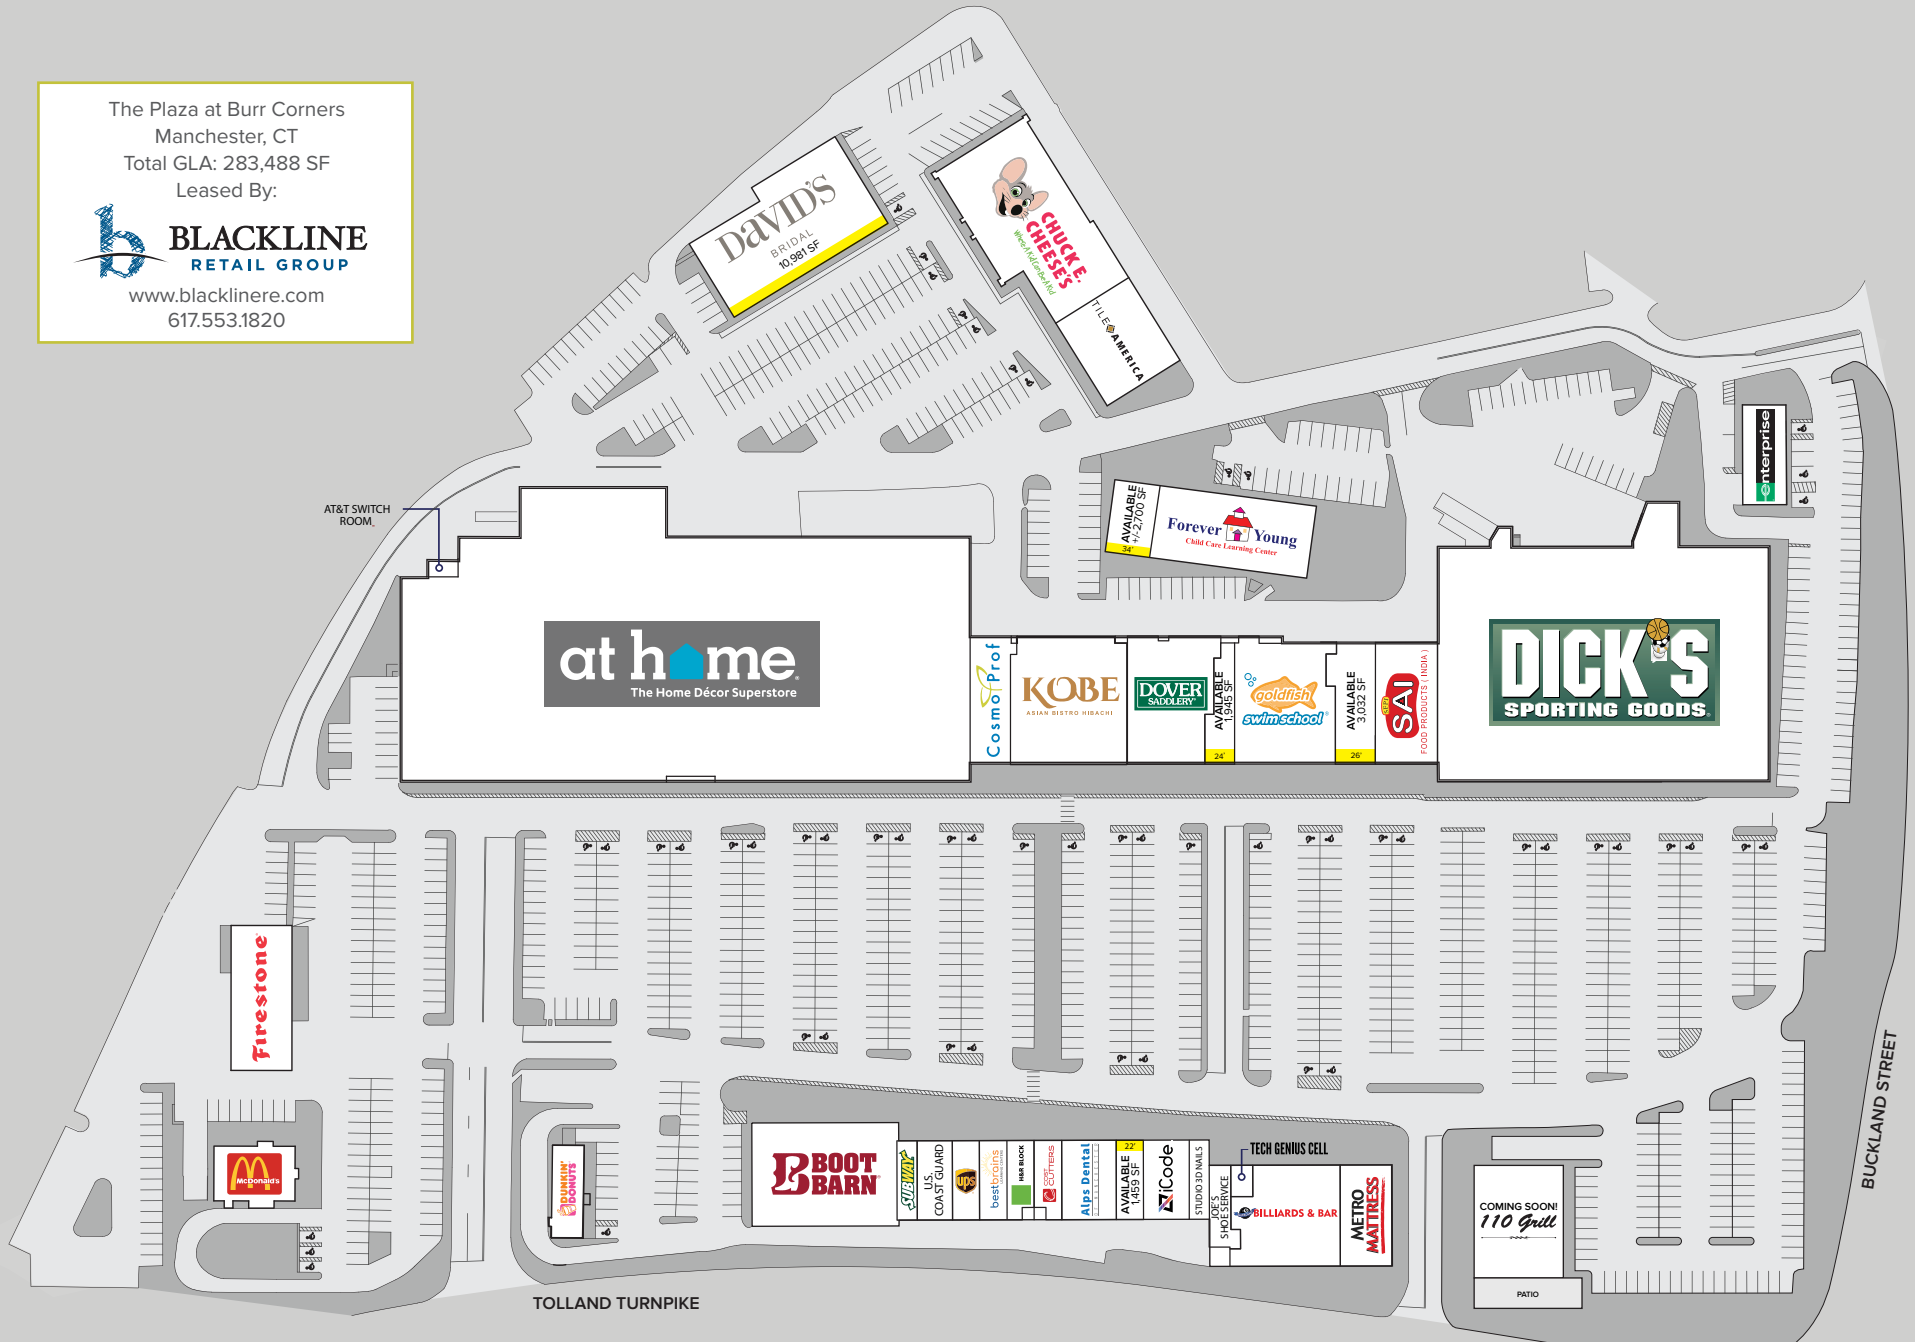 The Plaza at Burr Corners
Manchester, CT
Total GLA: 283,488 SF
Leased By:
b BLACKLINE
RETAIL GROUP
www.blacklinere.com
617.553.1820
DAVID'S
BRIDAL
10,981 SF
CHUCK E.
CHEESE'S
Where A Kid Can Be A Kid
TILE AMERICA
enterprise
AT&T SWITCH
ROOM
AVAILABLE
+/-2,700 SF
34'
Forever Young
Child Care Learning Center
at home
The Home Décor Superstore
CosmoProf
KOBE
ASIAN BISTRO HIBACHI
DOVER
SADDLERY
AVAILABLE
1,945 SF
24'
goldfish
swim school
AVAILABLE
3,032 SF
26'
SAI
FOOD PRODUCTS (INDIA)
DICK'S
SPORTING GOODS
Firestone
McDonald's
DUNKIN'
DONUTS
BOOT
BARN
SUBWAY
U.S.
COAST GUARD
ups
bestbrains
H&R BLOCK
COST
CUTTERS
Alps Dental
22'
AVAILABLE
1,459 SF
iCode
STUDIO 3D NAILS
JOE'S
SHOE SERVICE
TECH GENIUS CELL
BILLIARDS & BAR
METRO
MATTRESS
COMING SOON!
110 Grill
PATIO
BUCKLAND STREET
TOLLAND TURNPIKE